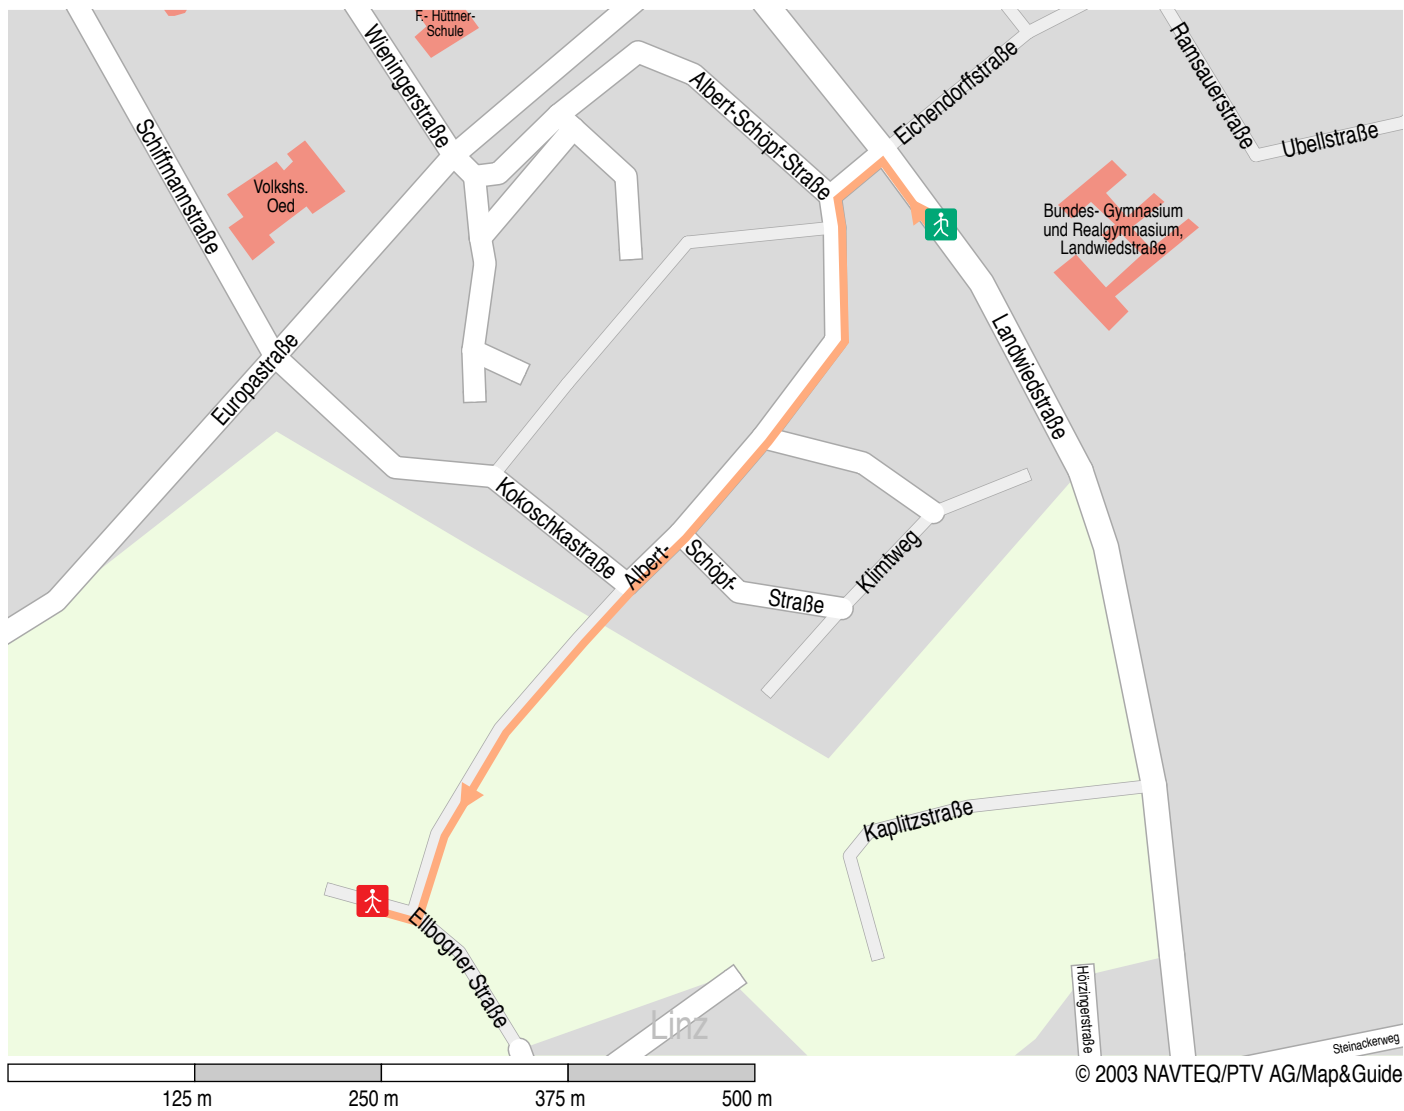 F.- Hüttner-
Schule
Wieningerstraße
Schiffmannstraße
Volkshs.
Oed
Europastraße
Albert-Schöpf-Straße
Eichendorffstraße
Ramsauerstraße
Ubellstraße
Bundes- Gymnasium
und Realgymnasium,
Landwiedstraße
Landwiedstraße
Kokoschkastraße
Albert-
Schöpf-
Straße
Klimtweg
Kaplitzstraße
Ellbogner Straße
Linz
Hörzingerstraße
Steinackerweg
125 m
250 m
375 m
500 m
© 2003 NAVTEQ/PTV AG/Map&Guide